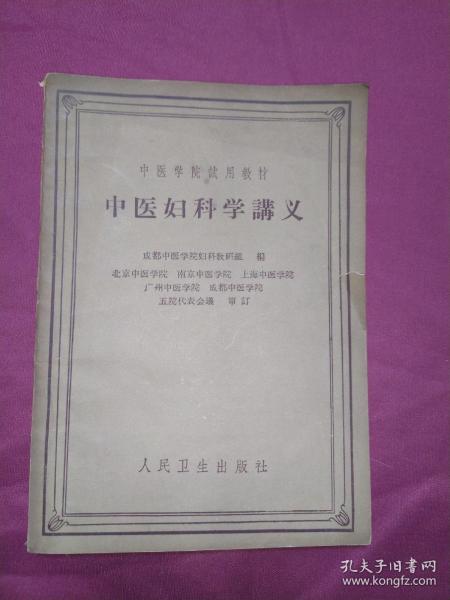 中医学院試用教材
中医妇科学講义
成都中医学院妇科教研組 編
北京中医学院 南京中医学院 上海中医学院
广州中医学院 成都中医学院
五院代表会議 审訂
人民卫生出版社
孔夫子旧书网
www.kongfz.com